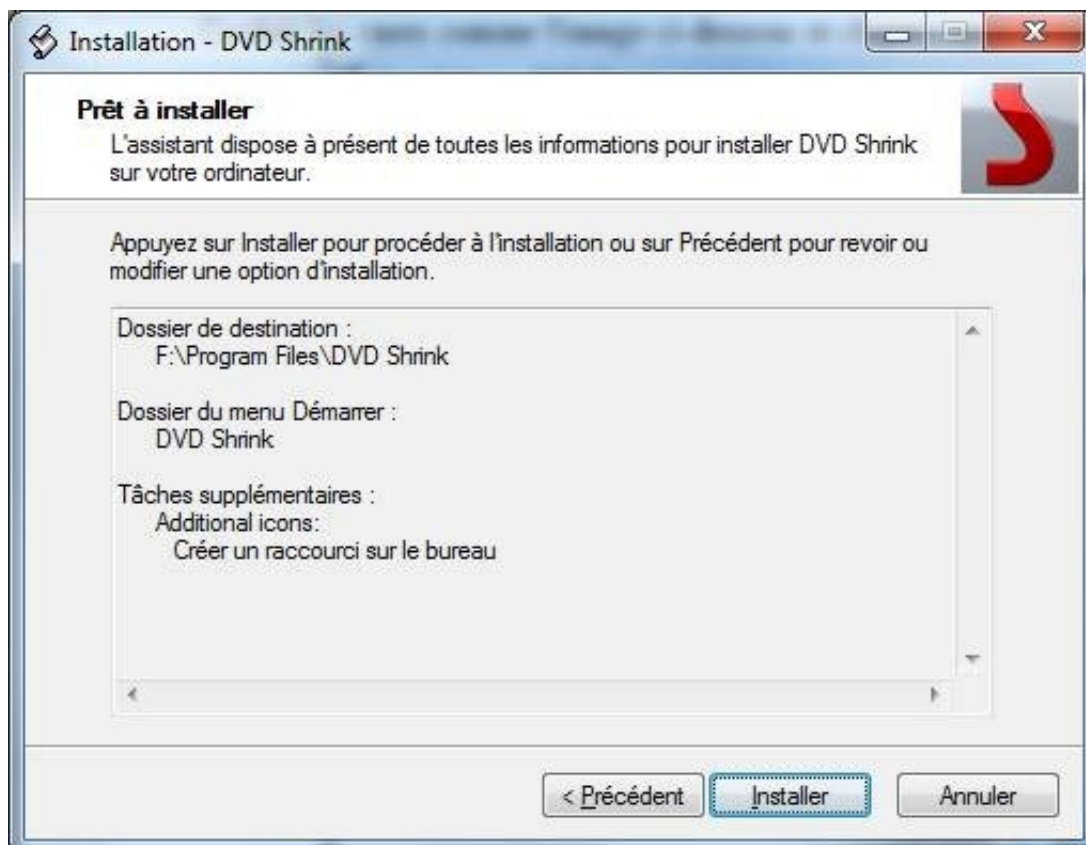 Installation - DVD Shrink
Prêt à installer
L'assistant dispose à présent de toutes les informations pour installer DVD Shrink
sur votre ordinateur.
Appuyez sur Installer pour procéder à l'installation ou sur Précédent pour revoir ou
modifier une option d'installation.
Dossier de destination :
F:\Program Files\DVD Shrink
Dossier du menu Démarrer :
DVD Shrink
Tâches supplémentaires :
Additional icons:
Créer un raccourci sur le bureau
< Précédent
Installer
Annuler